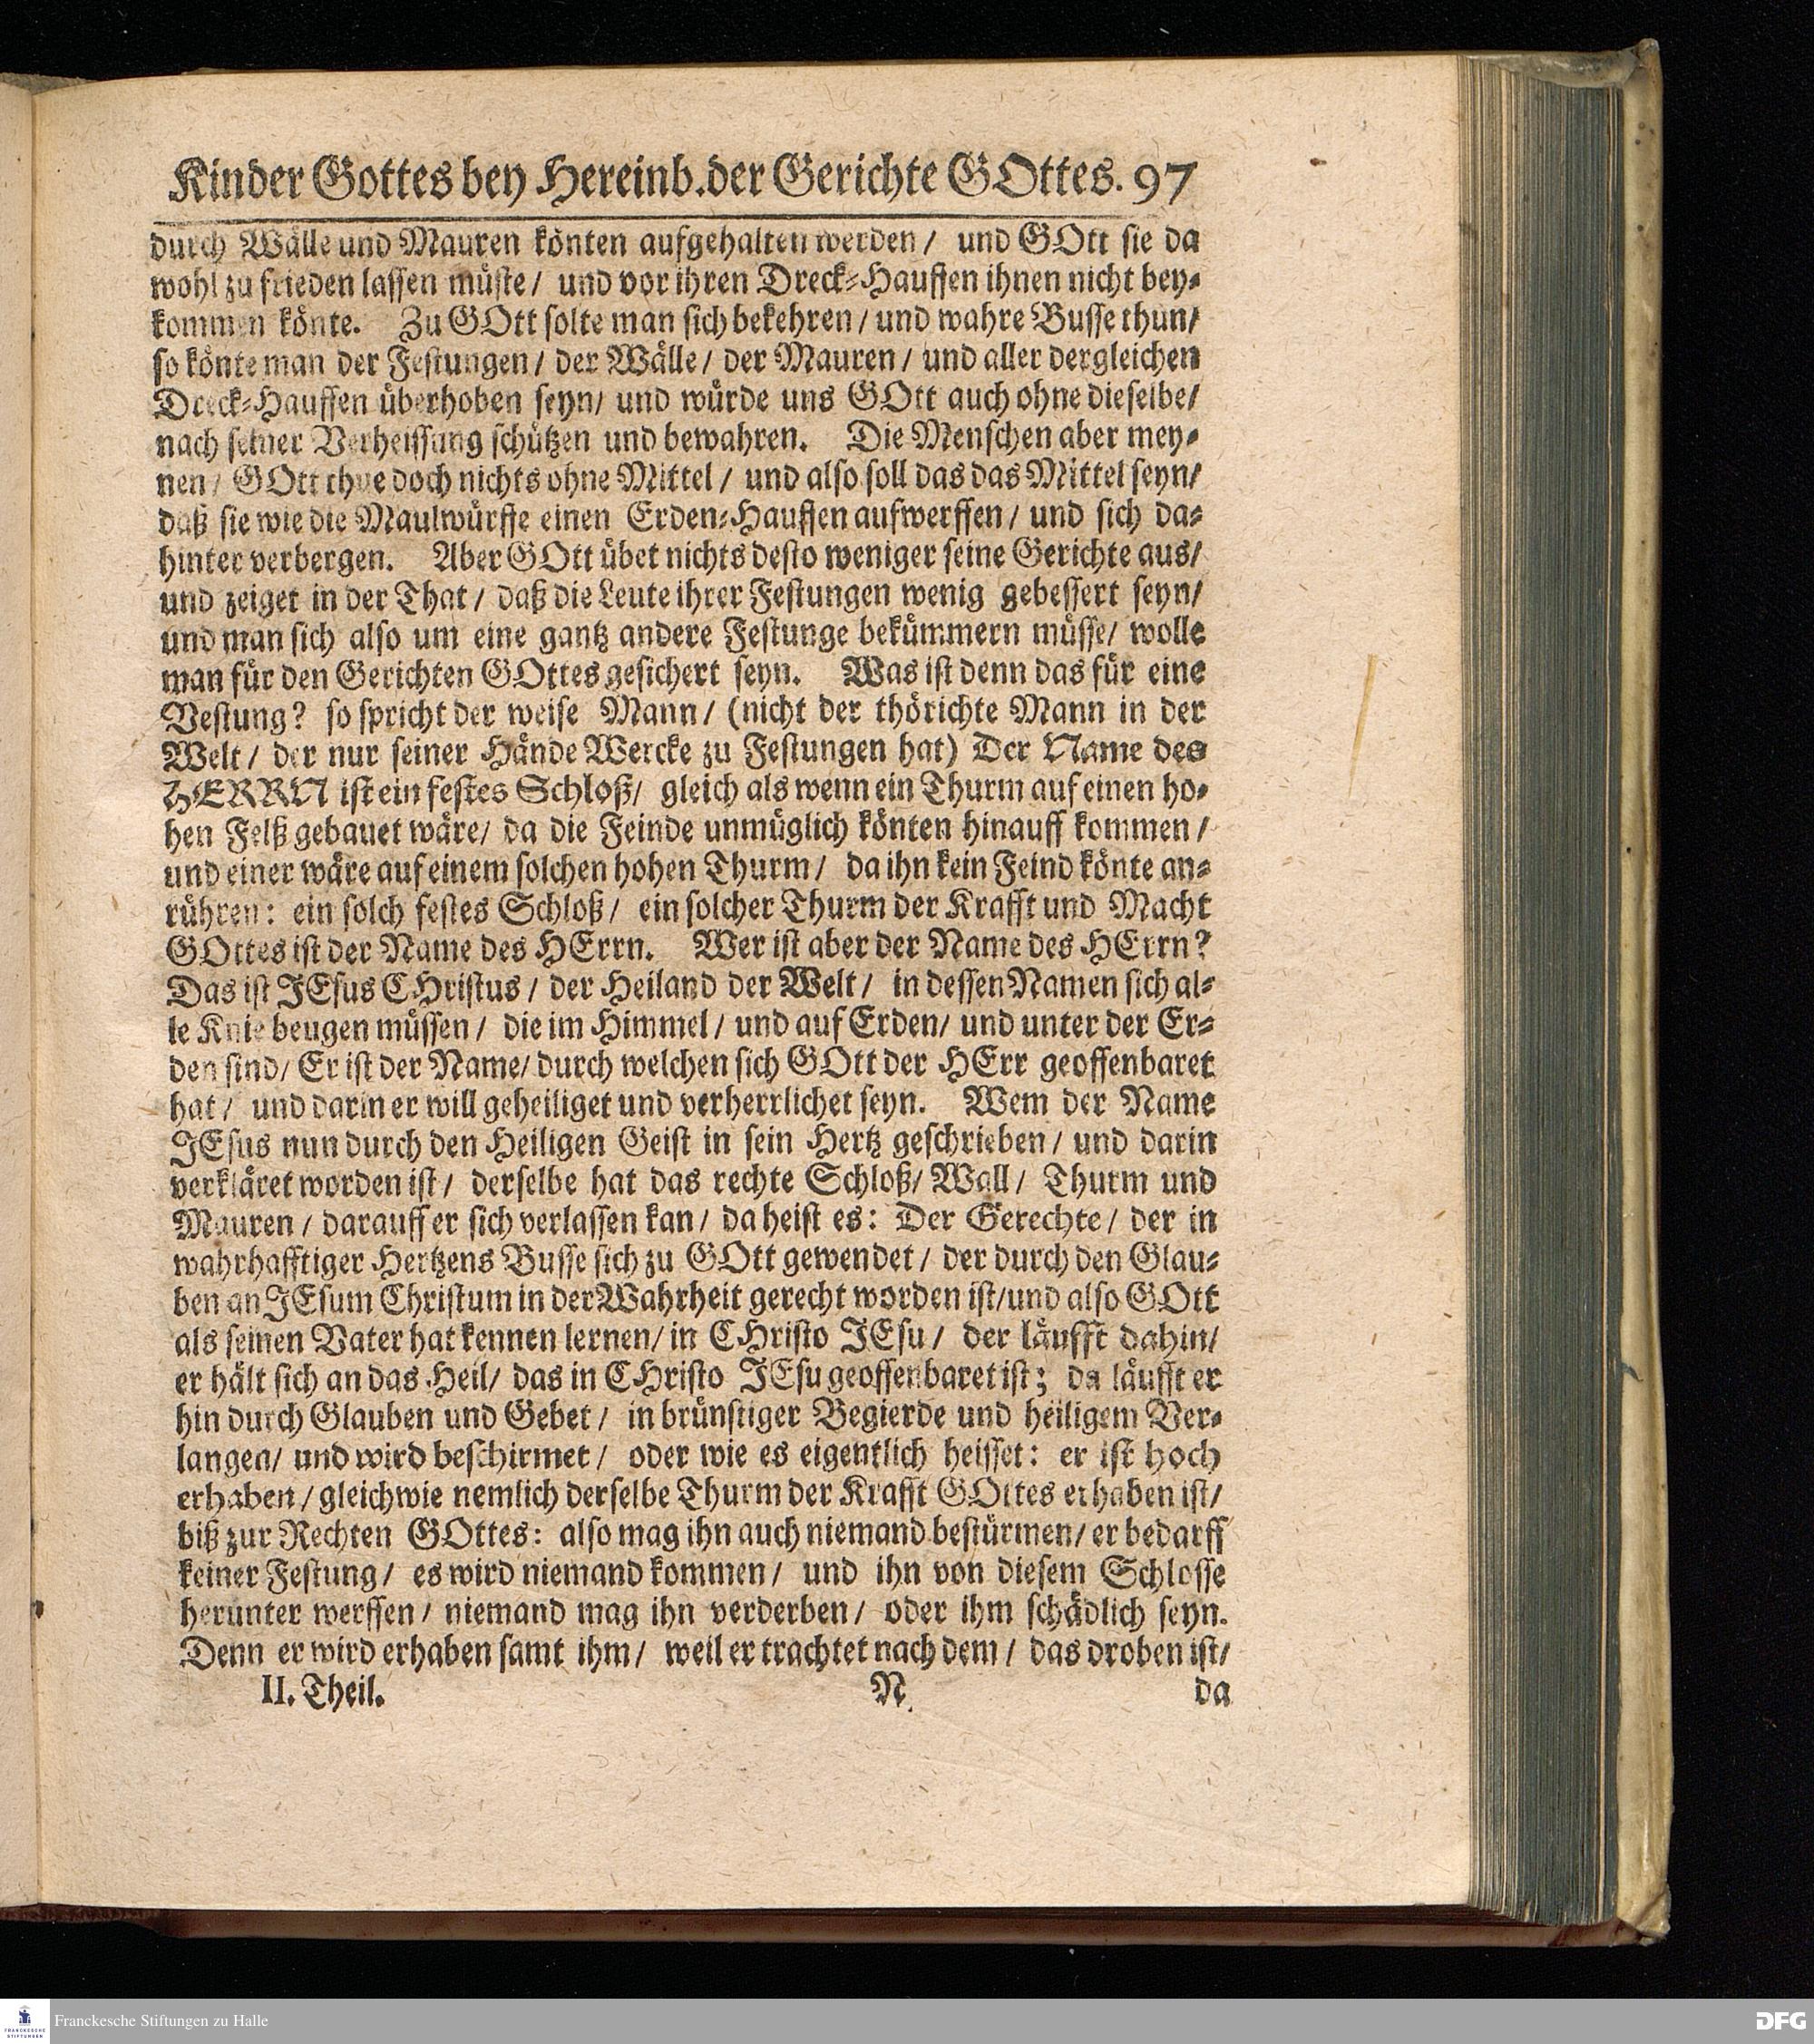 Kinder Gottes bey Hereinb. der Gerichte GOttes. 97
durch Wälle und Mauren könten aufgehalten werden / und GOtt sie da
wohl zu frieden lassen müste / und vor ihren Dreck-Hauffen ihnen nicht bey-
kommen könte. Zu GOtt solte man sich bekehren / und wahre Busse thun /
so könte man der Festungen / der Wälle / der Mauren / und aller dergleichen
Dreck-Hauffen überhoben seyn / und würde uns GOtt auch ohne dieselbe /
nach seiner Verheissung schützen und bewahren. Die Menschen aber mey-
nen / GOtt thue doch nichts ohne Mittel / und also soll das das Mittel seyn /
daß sie wie die Maulwürffe einen Erden-Hauffen aufwerffen / und sich da-
hinter verbergen. Aber GOtt übet nichts desto weniger seine Gerichte aus /
und zeiget in der That / daß die Leute ihrer Festungen wenig gebessert seyn /
und man sich also um eine gantz andere Festunge bekümmern müsse / wolle
man für den Gerichten GOttes gesichert seyn. Was ist denn das für eine
Vestung? so spricht der weise Mann / (nicht der thörichte Mann in der
Welt / der nur seiner Hände Wercke zu Festungen hat) Der Name des
HERRN ist ein festes Schloß / gleich als wenn ein Thurm auf einen ho-
hen Felß gebauet wäre / da die Feinde unmüglich könten hinauff kommen /
und einer wäre auf einem solchen hohen Thurm / da ihn kein Feind könte an-
rühren: ein solch festes Schloß / ein solcher Thurm der Krafft und Macht
GOttes ist der Name des HErrn. Wer ist aber der Name des HErrn?
Das ist JEsus CHristus / der Heiland der Welt / in dessen Namen sich al-
le Knie beugen müssen / die im Himmel / und auf Erden / und unter der Er-
den sind / Er ist der Name / durch welchen sich GOtt der HErr geoffenbaret
hat / und darin er will geheiliget und verherrlichet seyn. Wem der Name
JEsus nun durch den Heiligen Geist in sein Hertz geschrieben / und darin
verkläret worden ist / derselbe hat das rechte Schloß / Wall / Thurm und
Mauren / darauff er sich verlassen kan / da heist es: Der Gerechte / der in
wahrhafftiger Hertzens Busse sich zu GOtt gewendet / der durch den Glau-
ben an JEsum Christum in der Wahrheit gerecht worden ist / und also GOtt
als seinen Vater hat kennen lernen / in CHristo JEsu / der läufft dahin /
er hält sich an das Heil / das in CHristo JEsu geoffenbaret ist; da läufft er
hin durch Glauben und Gebet / in brünstiger Begierde und heiligem Ver-
langen / und wird beschirmet / oder wie es eigentlich heisset: er ist hoch
erhaben / gleichwie nemlich derselbe Thurm der Krafft GOttes erhaben ist /
biß zur Rechten GOttes: also mag ihn auch niemand bestürmen / er bedarff
keiner Festung / es wird niemand kommen / und ihn von diesem Schlosse
herunter werffen / niemand mag ihn verderben / oder ihm schädlich seyn.
Denn er wird erhaben samt ihm / weil er trachtet nach dem / das droben ist /
II. Theil. N da
FRANCKESCHE STIFTUNGEN
Franckesche Stiftungen zu Halle
DFG